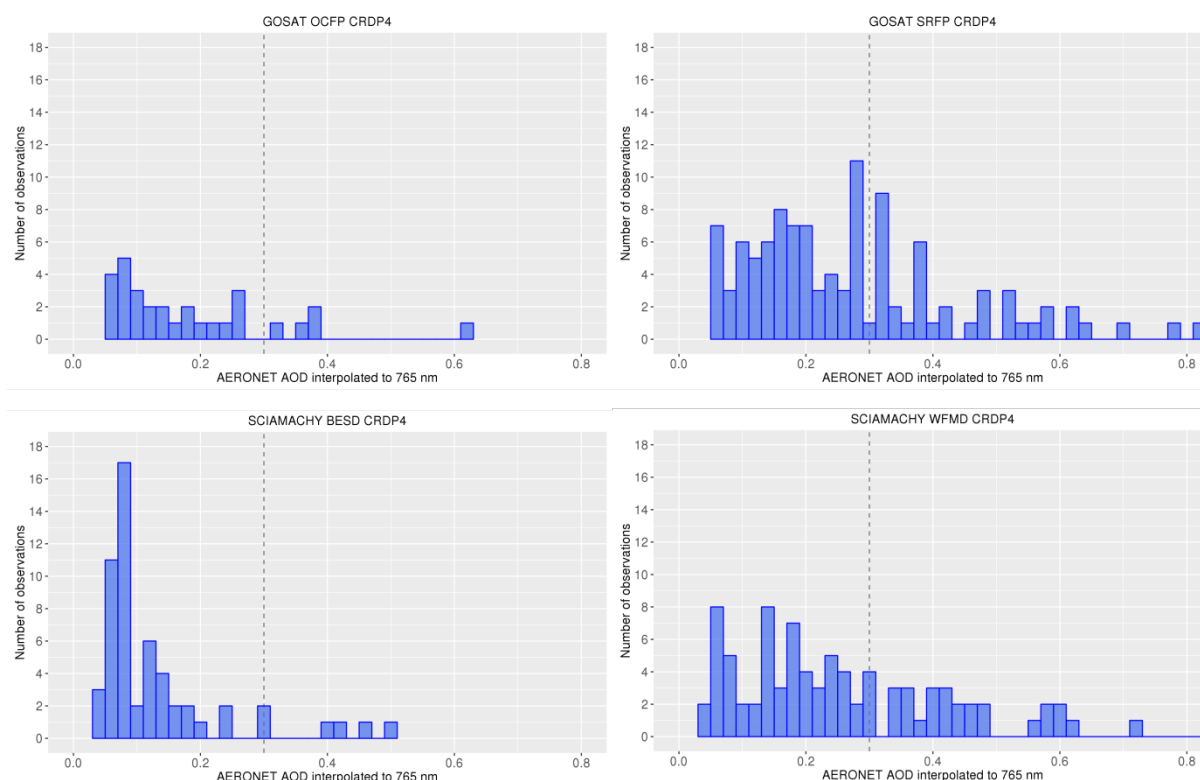 GOSAT OCFP CRDP4
18
16
14
12
10
8
6
4
2
0
Number of observations
0.0 0.2 0.4 0.6 0.8
AERONET AOD interpolated to 765 nm
GOSAT SRFP CRDP4
18
16
14
12
10
8
6
4
2
0
Number of observations
0.0 0.2 0.4 0.6 0.8
AERONET AOD interpolated to 765 nm
SCIAMACHY BESD CRDP4
18
16
14
12
10
8
6
4
2
0
Number of observations
0.0 0.2 0.4 0.6 0.8
AERONET AOD interpolated to 765 nm
SCIAMACHY WFMD CRDP4
18
16
14
12
10
8
6
4
2
0
Number of observations
0.0 0.2 0.4 0.6 0.8
AERONET AOD interpolated to 765 nm